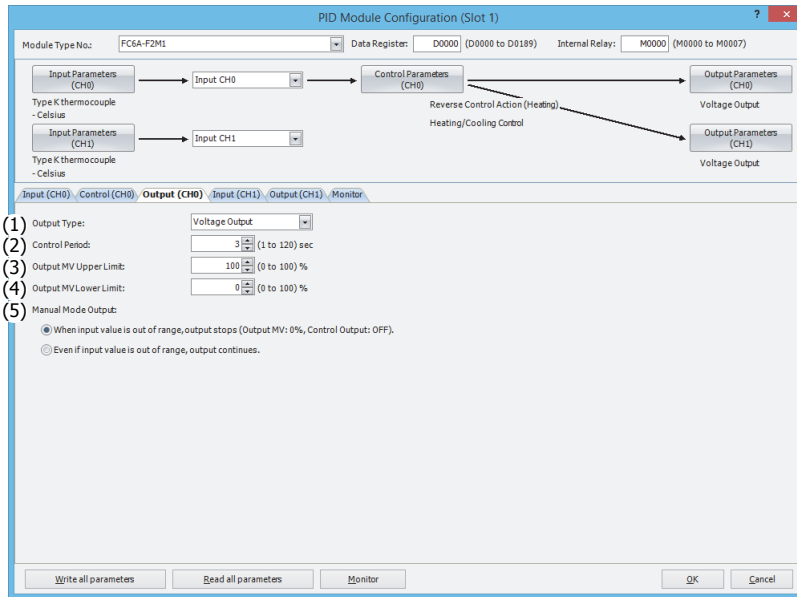 PID Module Configuration (Slot 1)
? x
Module Type No.: FC6A-F2M1 Data Register: D0000 (D0000 to D0189) Internal Relay: M0000 (M0000 to M0007)
Input Parameters
(CH0)
Input CH0
Control Parameters
(CH0)
Output Parameters
(CH0)
Type K thermocouple
- Celsius
Reverse Control Action (Heating)
Heating/Cooling Control
Voltage Output
Input Parameters
(CH1)
Input CH1
Output Parameters
(CH1)
Type K thermocouple
- Celsius
Voltage Output
Input (CH0) Control (CH0) Output (CH0) Input (CH1) Output (CH1) Monitor
(1) Output Type: Voltage Output
(2) Control Period: 3 (1 to 120) sec
(3) Output MV Upper Limit: 100 (0 to 100) %
(4) Output MV Lower Limit: 0 (0 to 100) %
(5) Manual Mode Output:
When input value is out of range, output stops (Output MV: 0%, Control Output: OFF).
Even if input value is out of range, output continues.
Write all parameters Read all parameters Monitor OK Cancel